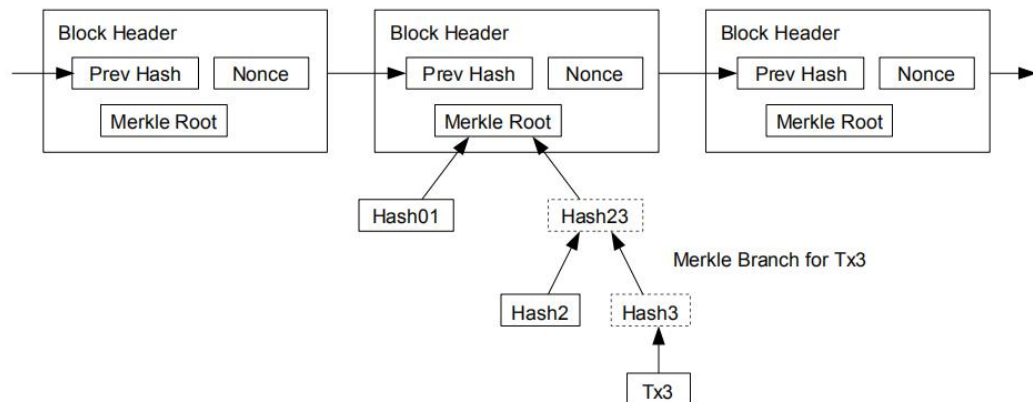 Block Header
Block Header
Block Header
Prev Hash
Nonce
Prev Hash
Nonce
Prev Hash
Nonce
Merkle Root
Merkle Root
Merkle Root
Hash01
Hash23
Merkle Branch for Tx3
Hash2
Hash3
Tx3